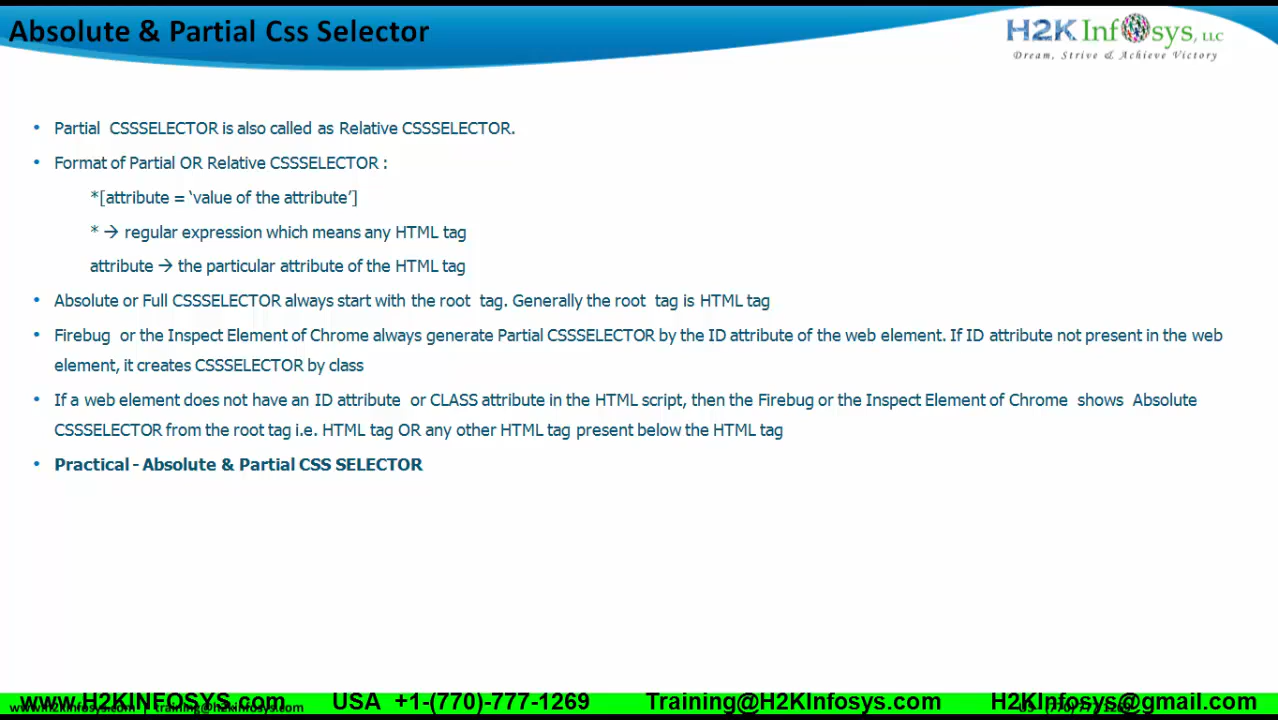 Absolute & Partial Css Selector
H2K Infosys, LLC
Dream, Strive & Achieve Victory
• Partial CSSSELECTOR is also called as Relative CSSSELECTOR.
• Format of Partial OR Relative CSSSELECTOR :
*[attribute = ‘value of the attribute’]
* → regular expression which means any HTML tag
attribute → the particular attribute of the HTML tag
• Absolute or Full CSSSELECTOR always start with the root tag. Generally the root tag is HTML tag
• Firebug or the Inspect Element of Chrome always generate Partial CSSSELECTOR by the ID attribute of the web element. If ID attribute not present in the web
element, it creates CSSSELECTOR by class
• If a web element does not have an ID attribute or CLASS attribute in the HTML script, then the Firebug or the Inspect Element of Chrome shows Absolute
CSSSELECTOR from the root tag i.e. HTML tag OR any other HTML tag present below the HTML tag
• Practical - Absolute & Partial CSS SELECTOR
www.H2KINFOSYS.com USA +1-(770)-777-1269 Training@H2KInfosys.com H2KInfosys@gmail.com
www.h2kinfosys.com | training@h2kinfosys.com